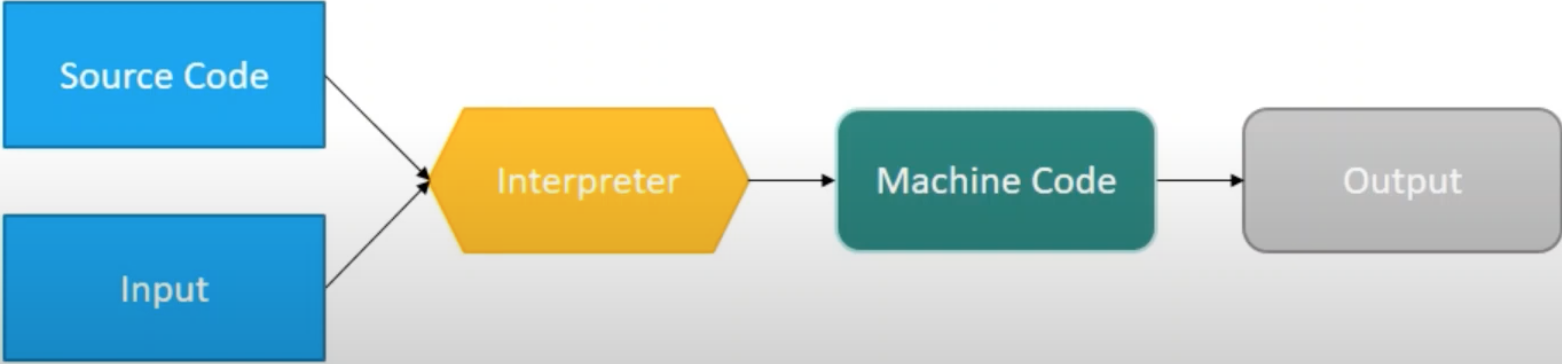 Source Code
Input
Interpreter
Machine Code
Output